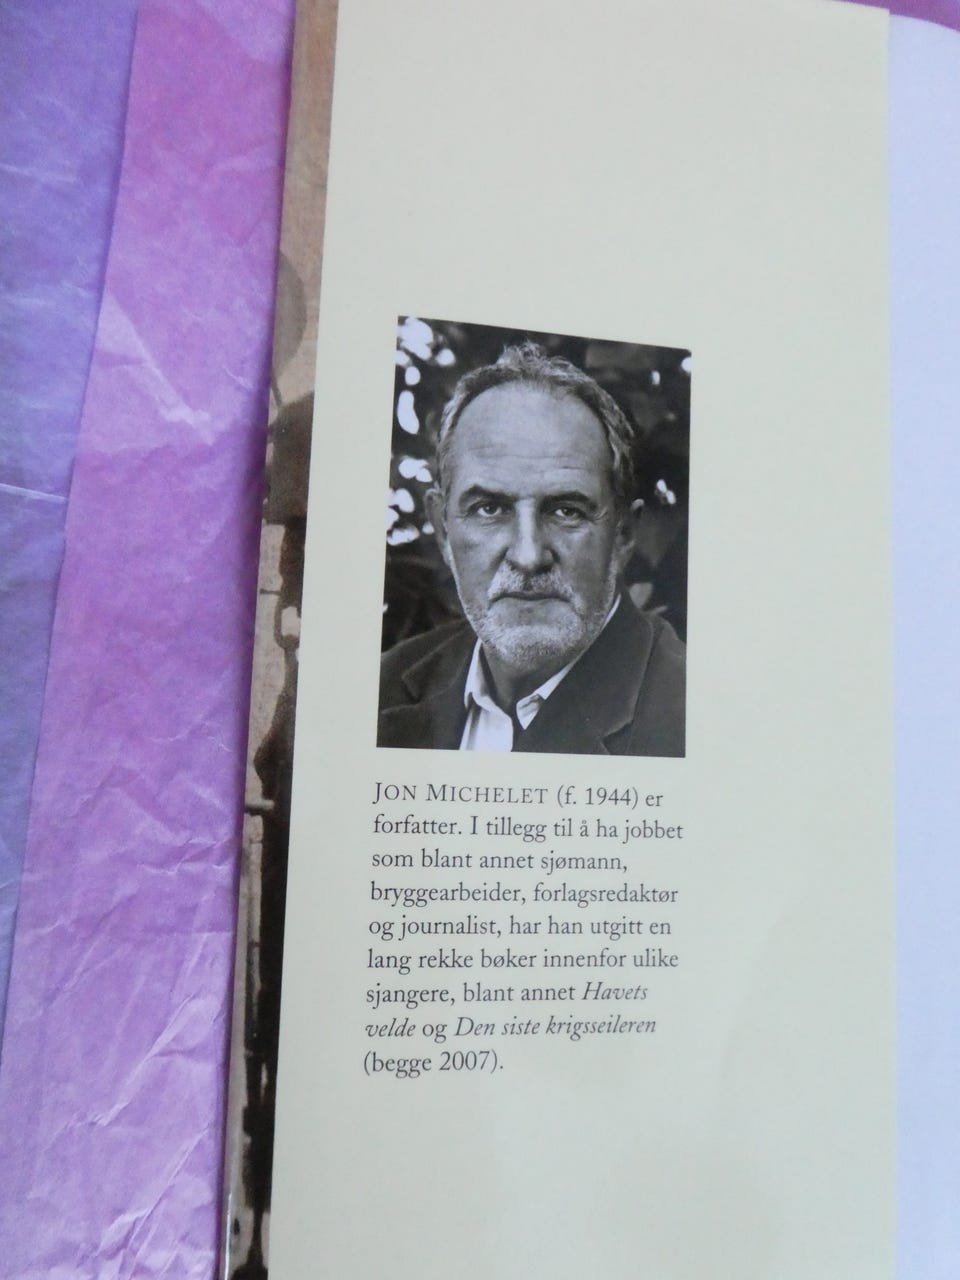 JON MICHELET (f. 1944) er
forfatter. I tillegg til å ha jobbet
som blant annet sjømann,
bryggearbeider, forlagsredaktør
og journalist, har han utgitt en
lang rekke bøker innenfor ulike
sjangere, blant annet Havets
velde og Den siste krigsseileren
(begge 2007).